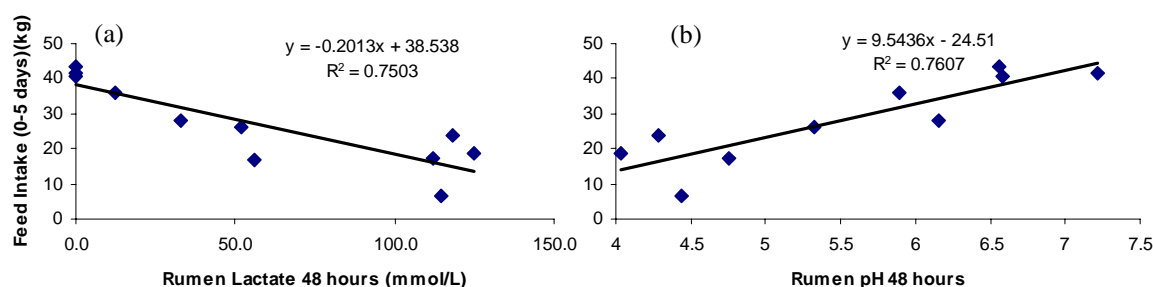 (a)
y = -0.2013x + 38.538
R² = 0.7503
Feed Intake (0-5 days)(kg)
50
40
30
20
10
0
0.0 50.0 100.0 150.0
Rumen Lactate 48 hours (mmol/L)
(b)
y = 9.5436x - 24.51
R² = 0.7607
50
40
30
20
10
0
4 4.5 5 5.5 6 6.5 7 7.5
Rumen pH 48 hours